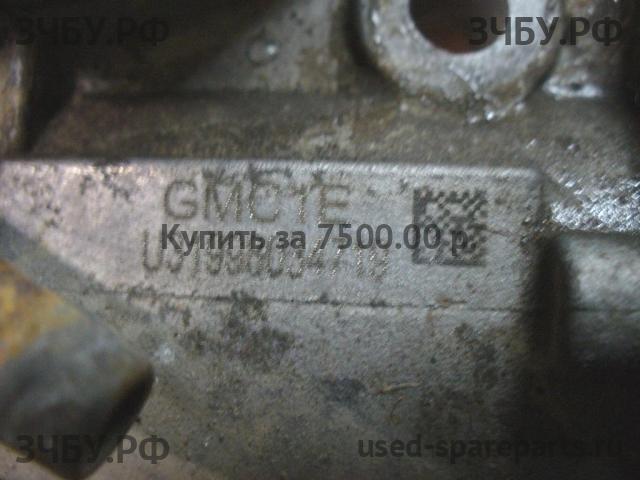 ЗЧБУ.РФ ЗЧБУ.РФ
GMC1E
Купить за 7500.00 р.
ЗЧБУ.РФ used-spareparts.ru